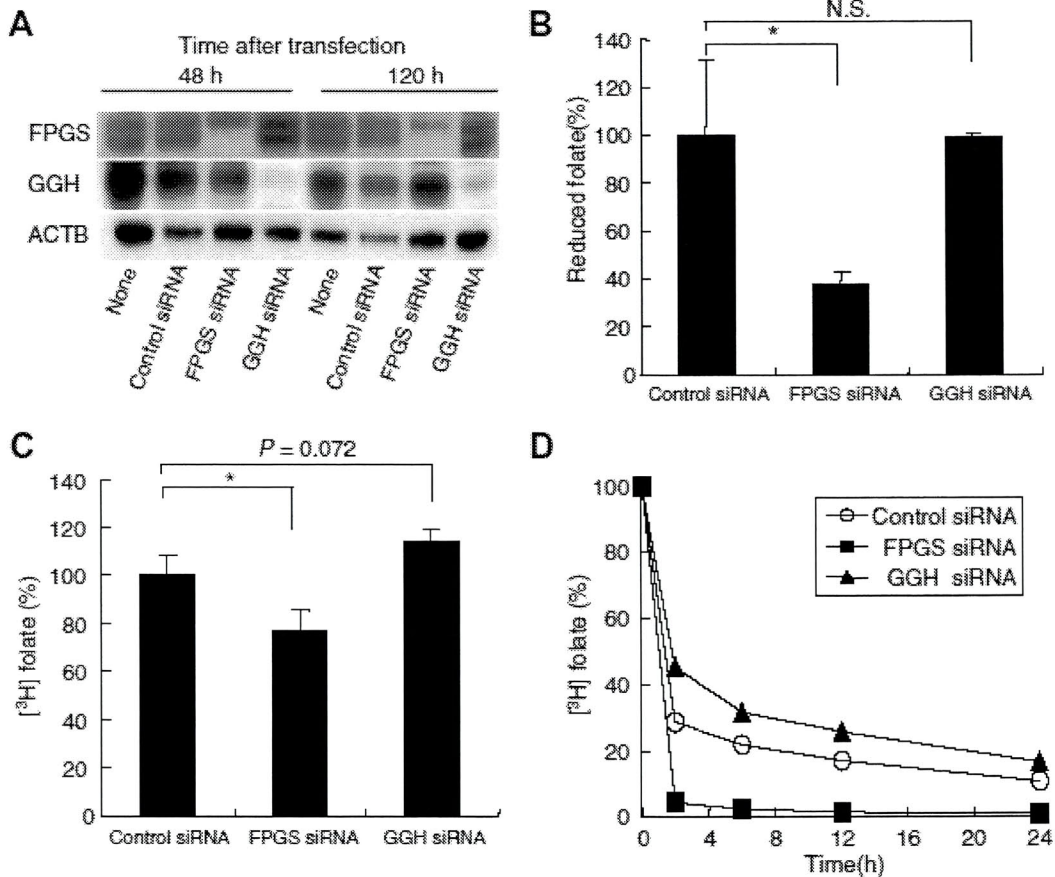 A
Time after transfection
48 h 120 h
FPGS
GGH
ACTB
None
Control siRNA
FPGS siRNA
GGH siRNA
None
Control siRNA
FPGS siRNA
GGH siRNA
B
N.S.
*
Reduced folate(%)
140
120
100
80
60
40
20
0
Control siRNA FPGS siRNA GGH siRNA
C
P = 0.072
*
[³H] folate (%)
140
120
100
80
60
40
20
0
Control siRNA FPGS siRNA GGH siRNA
D
[³H] folate (%)
100
80
60
40
20
0
Control siRNA
FPGS siRNA
GGH siRNA
0 4 8 12 16 20 24
Time(h)